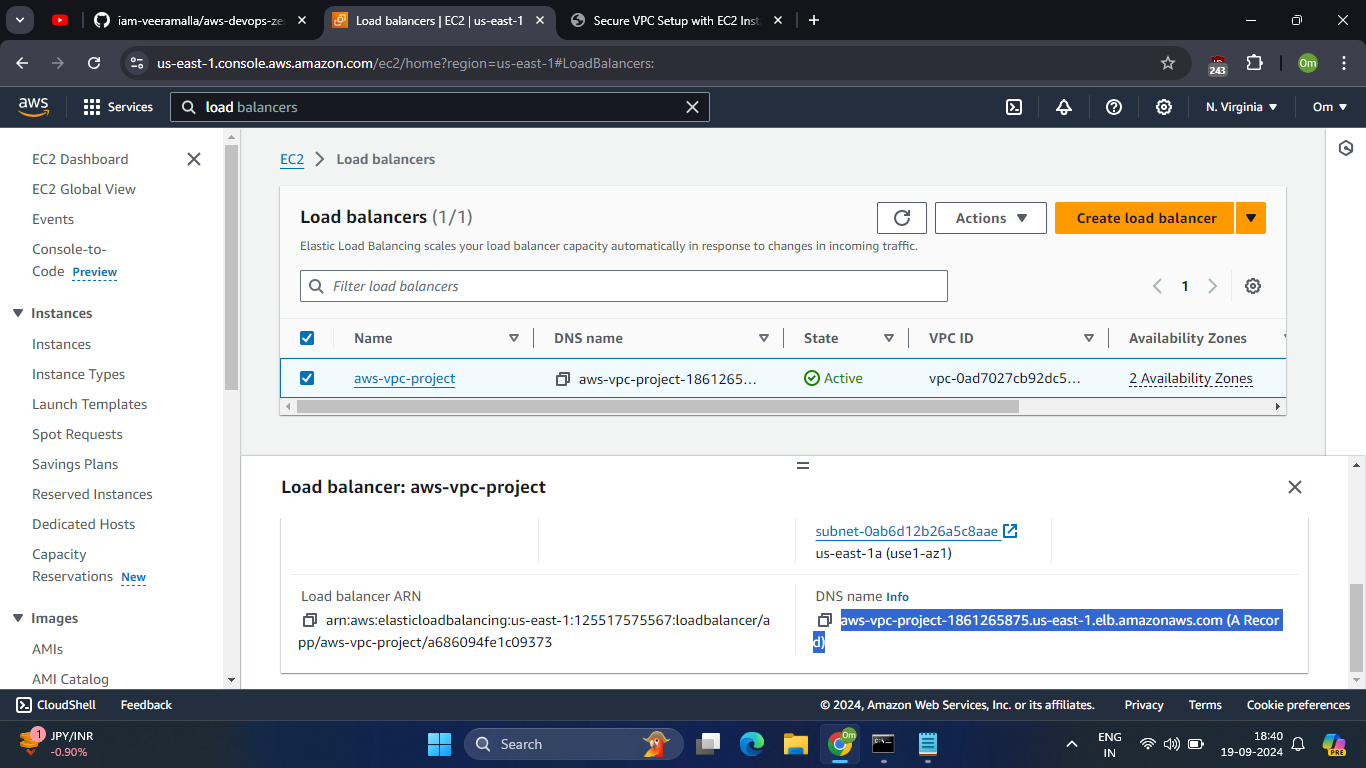 iam-veeramalla/aws-devops-ze
Load balancers | EC2 | us-east-1
Secure VPC Setup with EC2 Inst
us-east-1.console.aws.amazon.com/ec2/home?region=us-east-1#LoadBalancers:
243
Om
aws
Services
load balancers
N. Virginia
Om
EC2 Dashboard
EC2 Global View
Events
Console-to-
Code Preview
Instances
Instances
Instance Types
Launch Templates
Spot Requests
Savings Plans
Reserved Instances
Dedicated Hosts
Capacity
Reservations New
Images
AMIs
AMI Catalog
EC2 > Load balancers
Load balancers (1/1)
Actions
Create load balancer
Elastic Load Balancing scales your load balancer capacity automatically in response to changes in incoming traffic.
Filter load balancers
1
Name DNS name State VPC ID Availability Zones
aws-vpc-project aws-vpc-project-1861265... Active vpc-0ad7027cb92dc5... 2 Availability Zones
Load balancer: aws-vpc-project
subnet-0ab6d12b26a5c8aae
us-east-1a (use1-az1)
Load balancer ARN
arn:aws:elasticloadbalancing:us-east-1:125517575567:loadbalancer/a
pp/aws-vpc-project/a686094fe1c09373
DNS name Info
aws-vpc-project-1861265875.us-east-1.elb.amazonaws.com (A Recor
d)
CloudShell Feedback © 2024, Amazon Web Services, Inc. or its affiliates. Privacy Terms Cookie preferences
1
JPY/INR
-0.90%
Search
Om
ENG
IN
18:40
19-09-2024
PRE